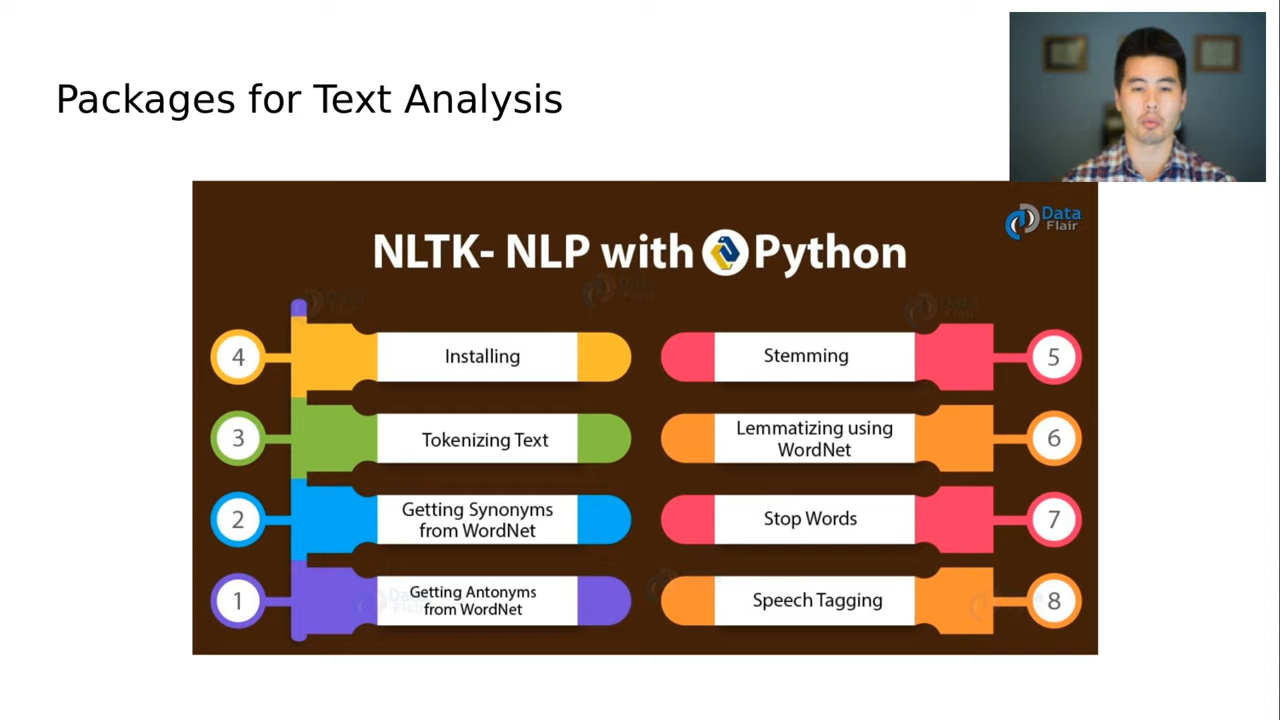 Packages for Text Analysis
Data
Flair
NLTK- NLP with Python
4
Installing
3
Tokenizing Text
2
Getting Synonyms
from WordNet
1
Getting Antonyms
from WordNet
Stemming
5
Lemmatizing using
WordNet
6
Stop Words
7
Speech Tagging
8